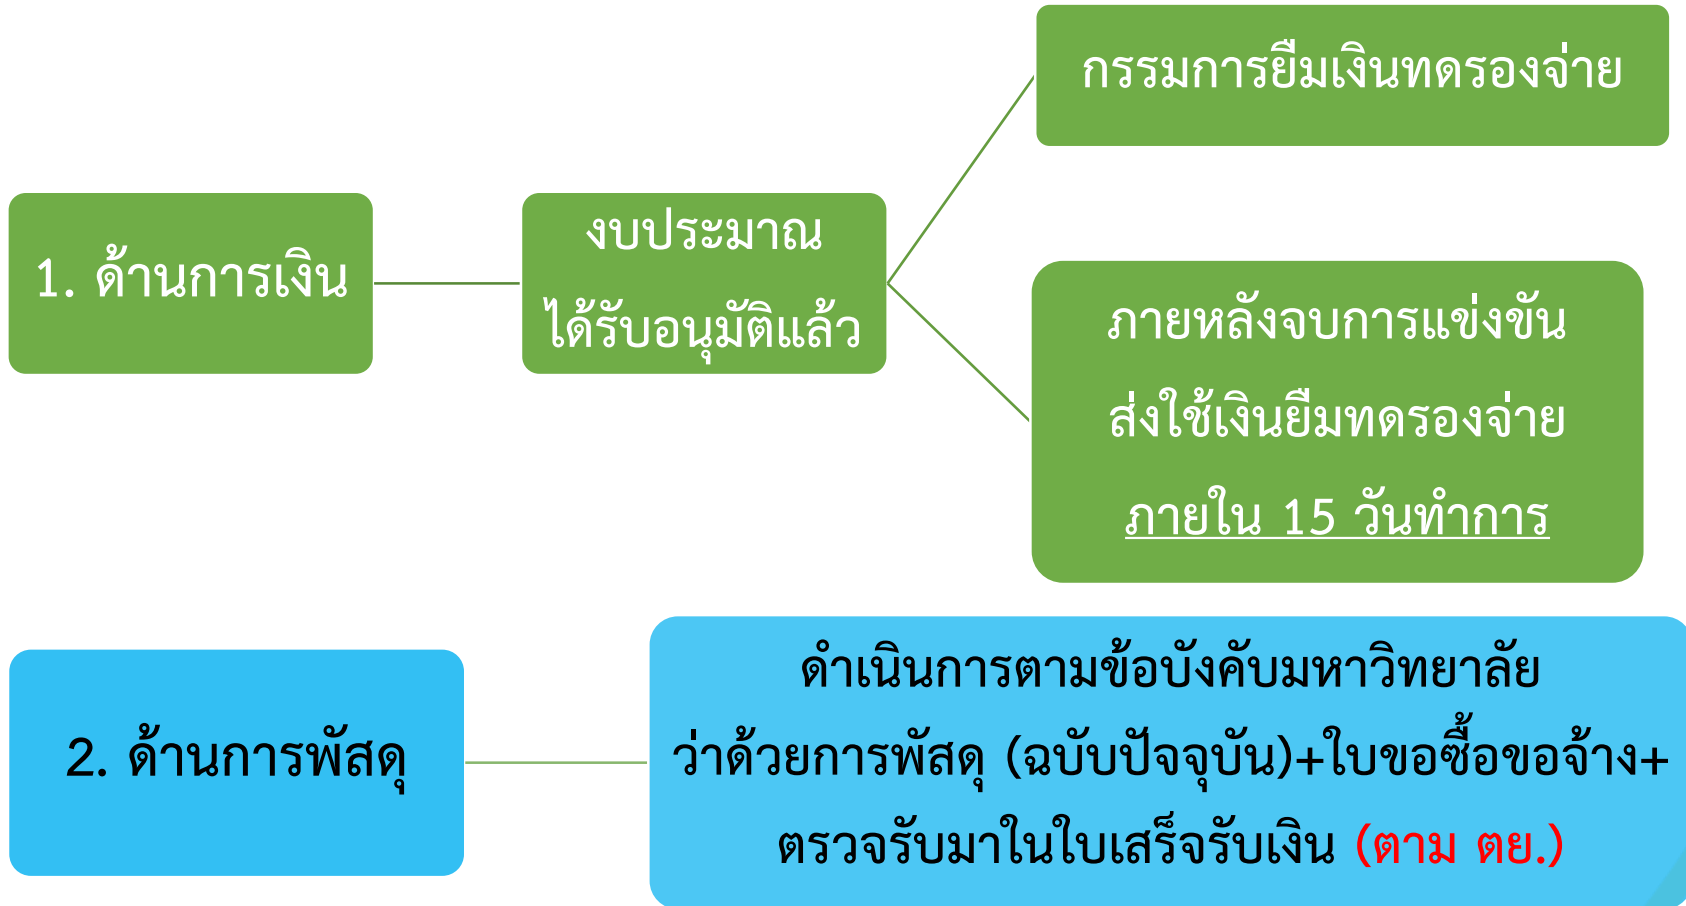 กรรมการยืมเงินทดรองจ่าย
1. ด้านการเงิน
งบประมาณ
ได้รับอนุมัติแล้ว
ภายหลังจบการแข่งขัน
ส่งใช้เงินยืมทดรองจ่าย
ภายใน 15 วันทำการ
2. ด้านการพัสดุ
ดำเนินการตามข้อบังคับมหาวิทยาลัย
ว่าด้วยการพัสดุ (ฉบับปัจจุบัน)+ใบขอซื้อขอจ้าง+
ตรวจรับมาในใบเสร็จรับเงิน (ตาม ตย.)